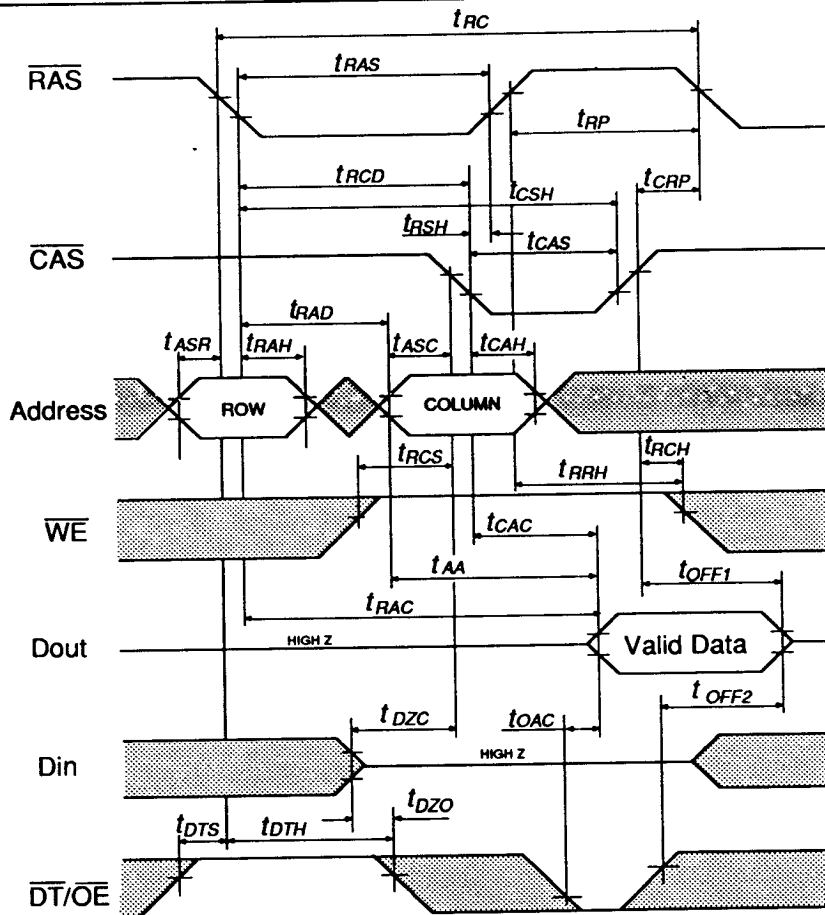 tRC
RAS
tRAS
tRP
tRCD
tCRP
tCSH
tRSH
tCAS
CAS
tRAD
tASR
tRAH
tASC
tCAH
Address
ROW
COLUMN
tRCS
tRCH
tRRH
WE
tCAC
tAA
tOFF1
tRAC
Dout
HIGH Z
Valid Data
tDZC
tOAC
tOFF2
Din
HIGH Z
tDZO
tDTS
tDTH
DT/OE